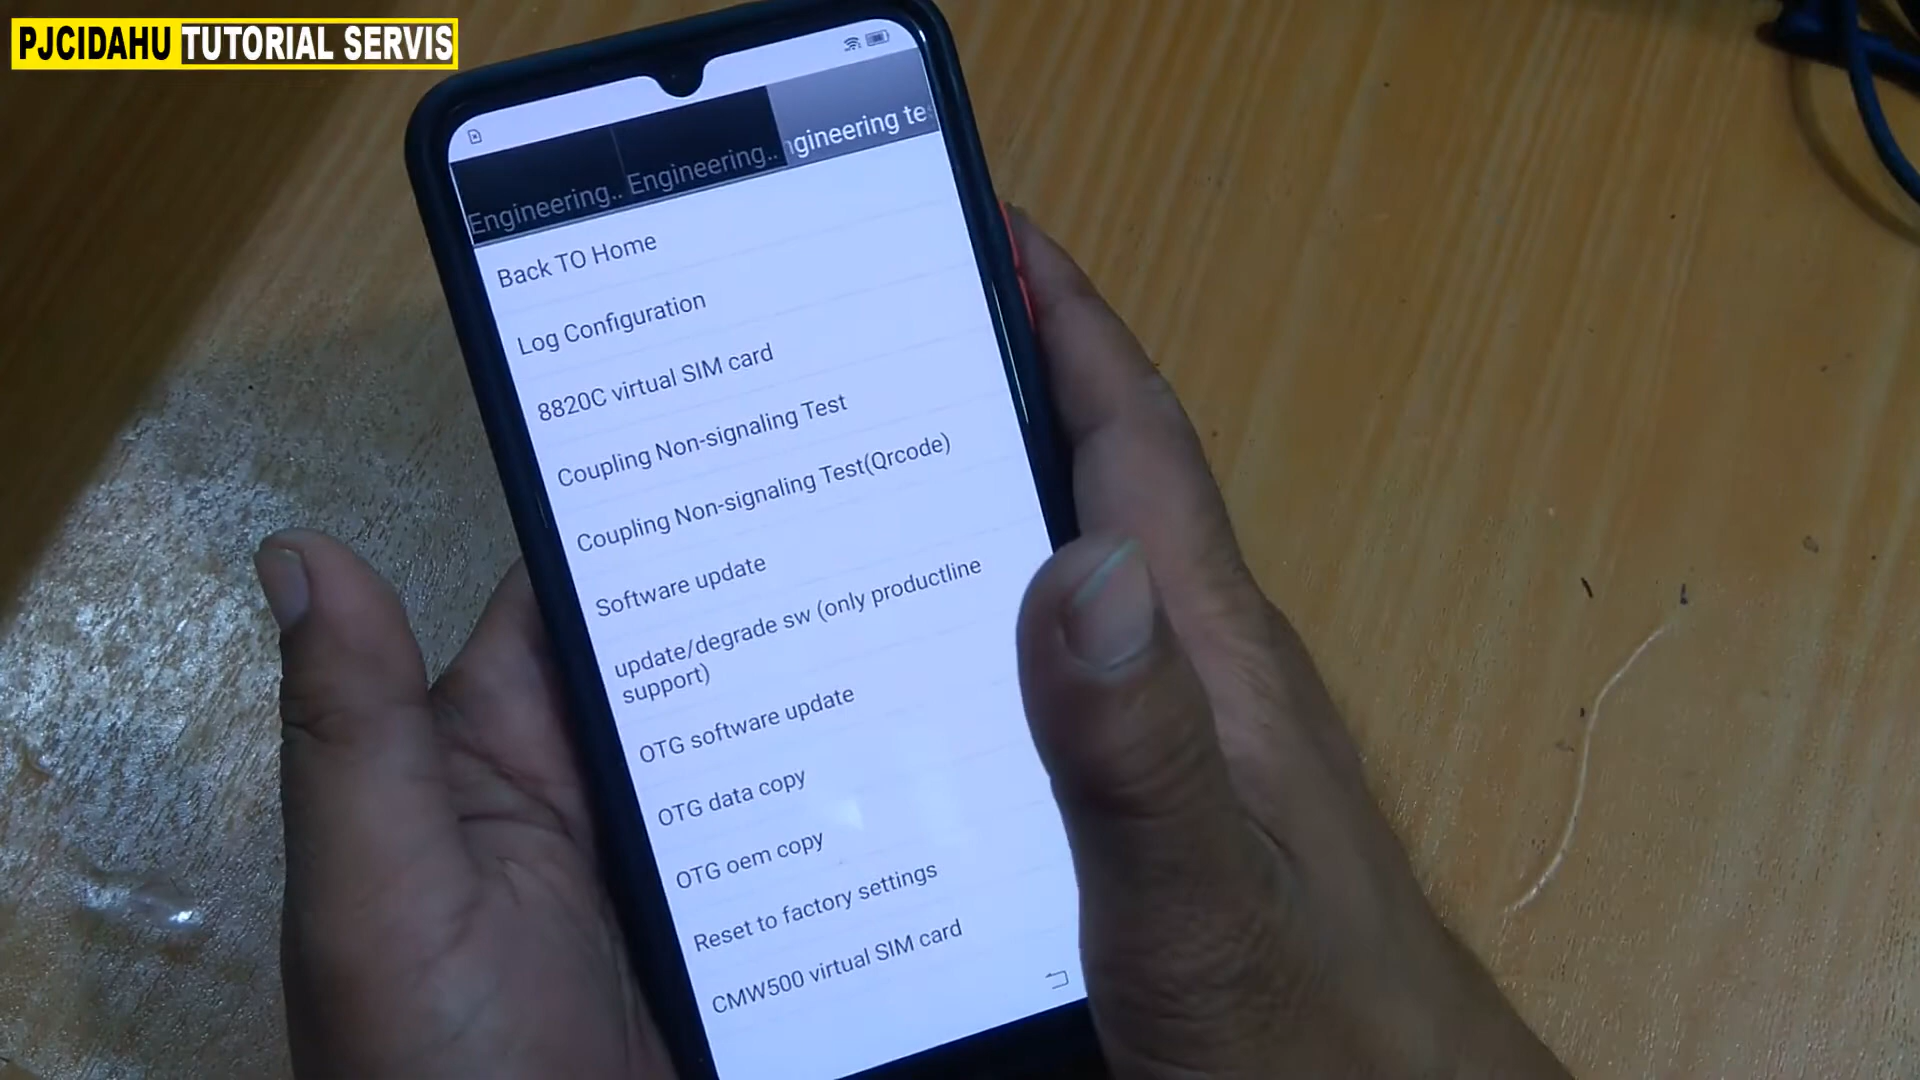 PJCIDAHU TUTORIAL SERVIS
Engineering..
Engineering..
gineering te
Back TO Home
Log Configuration
8820C virtual SIM card
Coupling Non-signaling Test
Coupling Non-signaling Test(Qrcode)
Software update
update/degrade sw (only productline
support)
OTG software update
OTG data copy
OTG oem copy
Reset to factory settings
CMW500 virtual SIM card